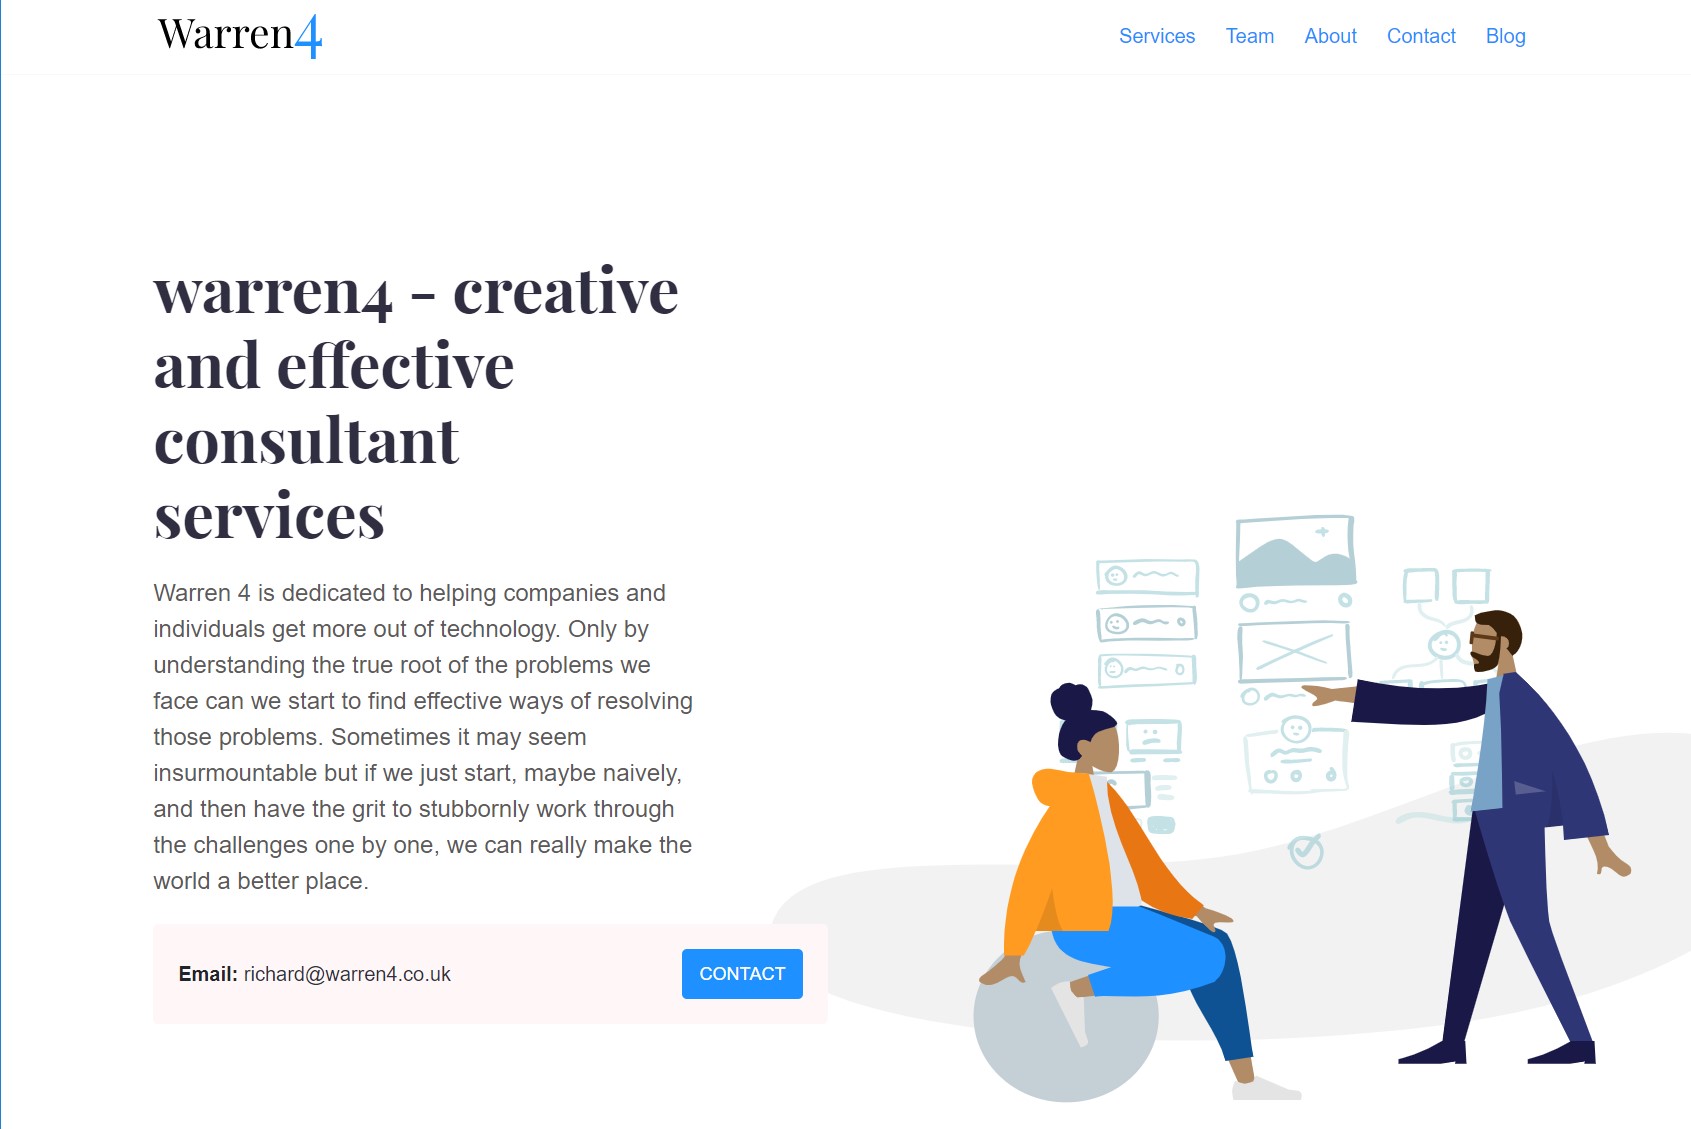 Warren4
Services Team About Contact Blog
warren4 - creative
and effective
consultant
services
Warren 4 is dedicated to helping companies and
individuals get more out of technology. Only by
understanding the true root of the problems we
face can we start to find effective ways of resolving
those problems. Sometimes it may seem
insurmountable but if we just start, maybe naively,
and then have the grit to stubbornly work through
the challenges one by one, we can really make the
world a better place.
Email: richard@warren4.co.uk
CONTACT